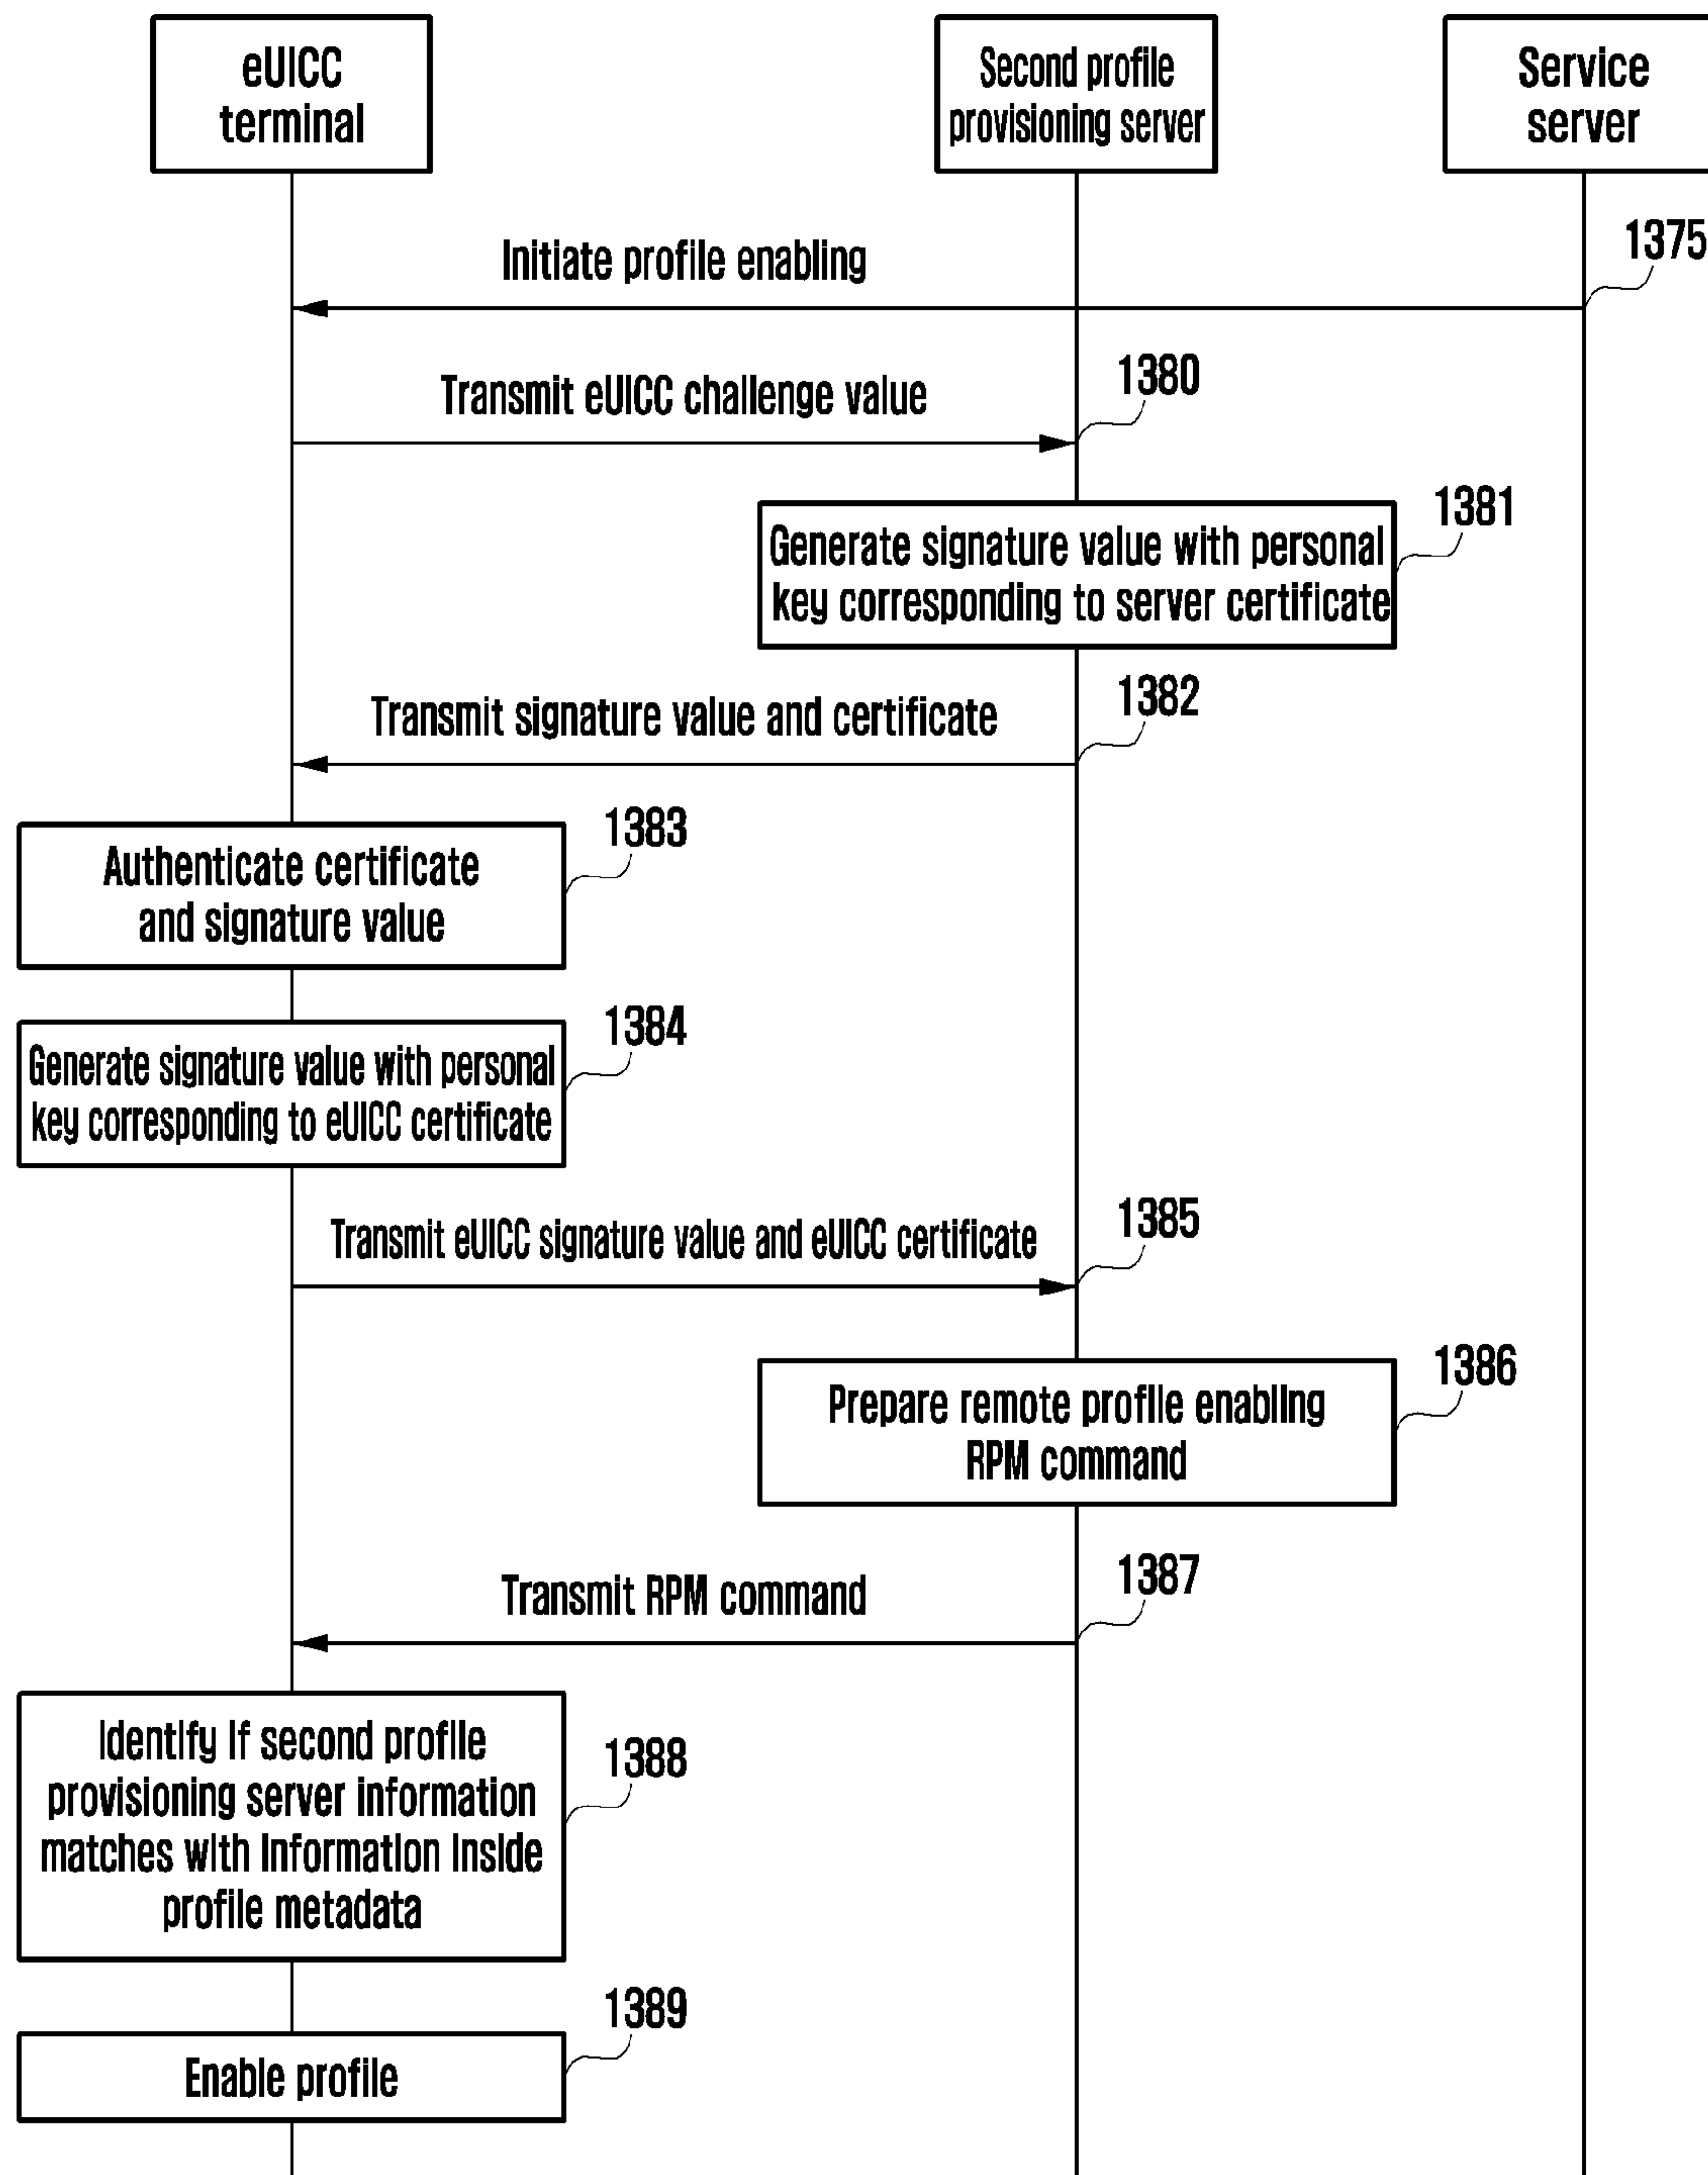 eUICC
terminal
Second profile
provisioning server
Service
server
1375
Initiate profile enabling
1380
Transmit eUICC challenge value
1381
Generate signature value with personal
key corresponding to server certificate
1382
Transmit signature value and certificate
1383
Authenticate certificate
and signature value
1384
Generate signature value with personal
key corresponding to eUICC certificate
1385
Transmit eUICC signature value and eUICC certificate
1386
Prepare remote profile enabling
RPM command
1387
Transmit RPM command
1388
Identify if second profile
provisioning server information
matches with information inside
profile metadata
1389
Enable profile